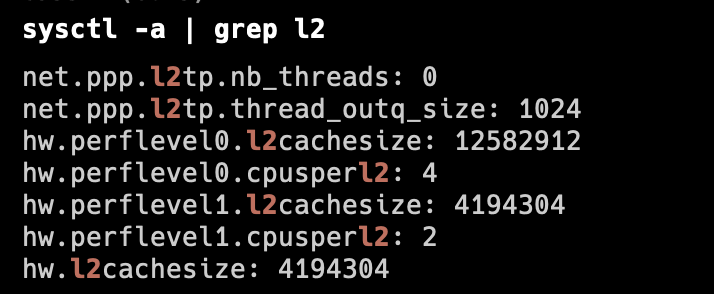 sysctl -a | grep l2
net.ppp.l2tp.nb_threads: 0
net.ppp.l2tp.thread_outq_size: 1024
hw.perflevel0.l2cachesize: 12582912
hw.perflevel0.cpusperl2: 4
hw.perflevel1.l2cachesize: 4194304
hw.perflevel1.cpusperl2: 2
hw.l2cachesize: 4194304